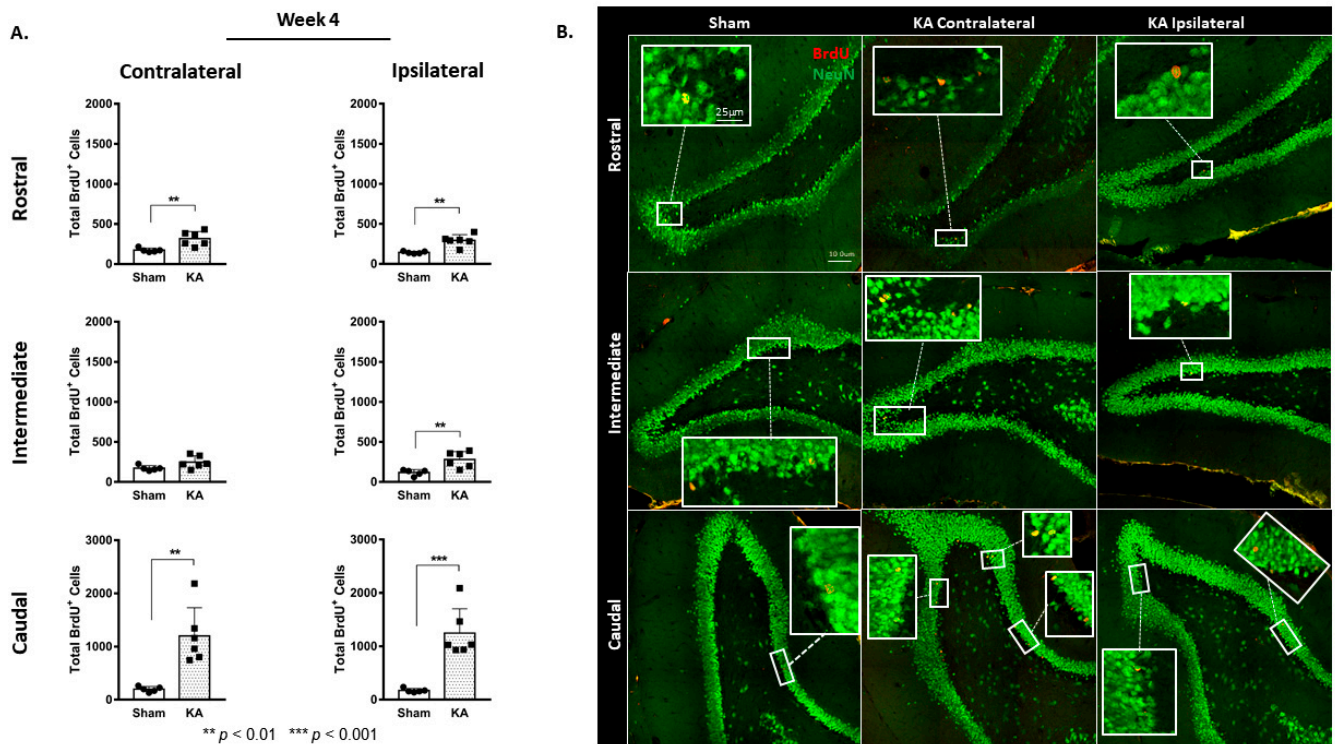 Week 4
A.
Contralateral
Ipsilateral
Rostral
Total BrdU+ Cells
2000
1500
1000
500
0
**
Sham
KA
Total BrdU+ Cells
2000
1500
1000
500
0
**
Sham
KA
Intermediate
Total BrdU+ Cells
2000
1500
1000
500
0
Sham
KA
Total BrdU+ Cells
2000
1500
1000
500
0
**
Sham
KA
Caudal
Total BrdU+ Cells
3000
2000
1000
0
**
Sham
KA
Total BrdU+ Cells
3000
2000
1000
0
***
Sham
KA
** p < 0.01 *** p < 0.001
B.
Sham
KA Contralateral
KA Ipsilateral
BrdU
NeuN
25µm
10 0um
Rostral
Intermediate
Caudal